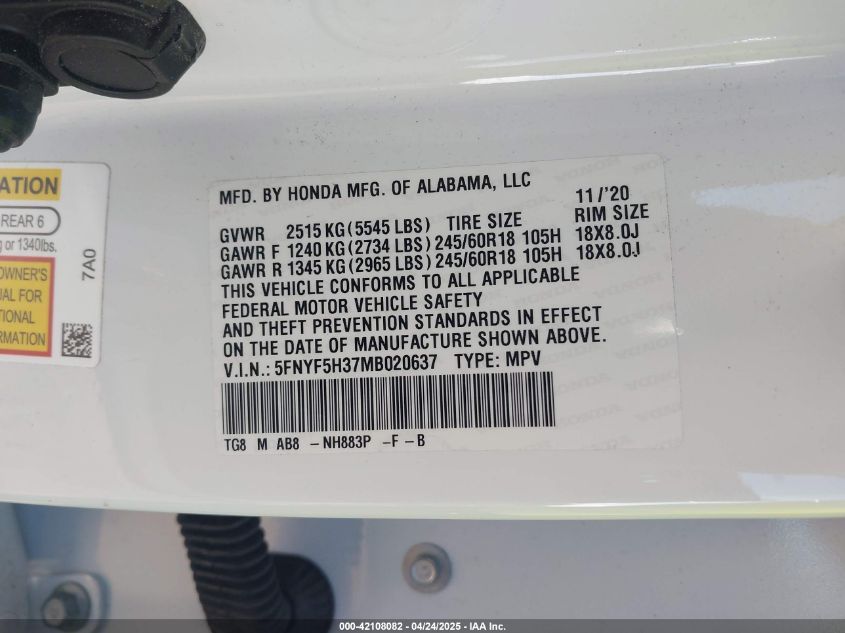 ATION
REAR 6
g or 1340lbs.
OWNER'S
UAL FOR
TIONAL
RMATION
7A0
MFD. BY HONDA MFG. OF ALABAMA, LLC 11/'20
GVWR 2515 KG (5545 LBS) TIRE SIZE RIM SIZE
GAWR F 1240 KG (2734 LBS) 245/60R18 105H 18X8.0J
GAWR R 1345 KG (2965 LBS) 245/60R18 105H 18X8.0J
THIS VEHICLE CONFORMS TO ALL APPLICABLE
FEDERAL MOTOR VEHICLE SAFETY
AND THEFT PREVENTION STANDARDS IN EFFECT
ON THE DATE OF MANUFACTURE SHOWN ABOVE.
V.I.N.: 5FNYF5H37MB020637 TYPE: MPV
TG8 M AB8 -NH883P -F -B
000-42108082 - 04/24/2025 - IAA Inc.